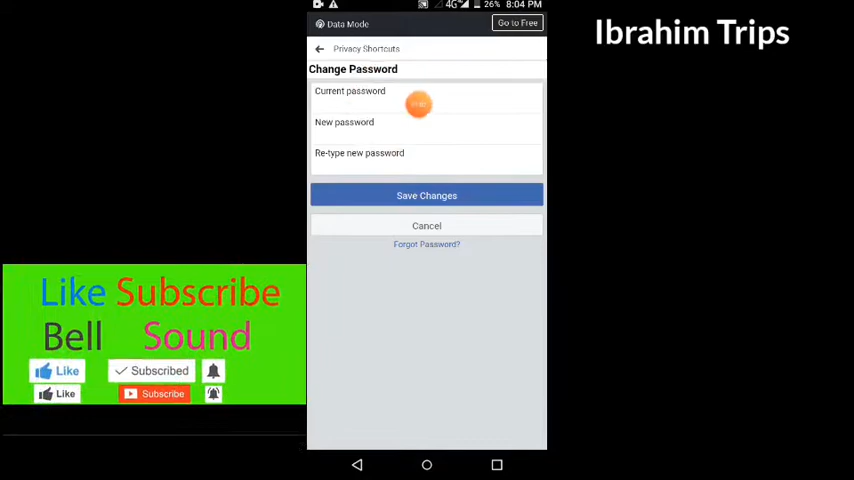 4G 26% 8:04 PM
Data Mode
Go to Free
Ibrahim Trips
Privacy Shortcuts
Change Password
Current password
New password
Re-type new password
Save Changes
Cancel
Forgot Password?
Like Subscribe
Bell Sound
Like
Subscribed
Like
Subscribe